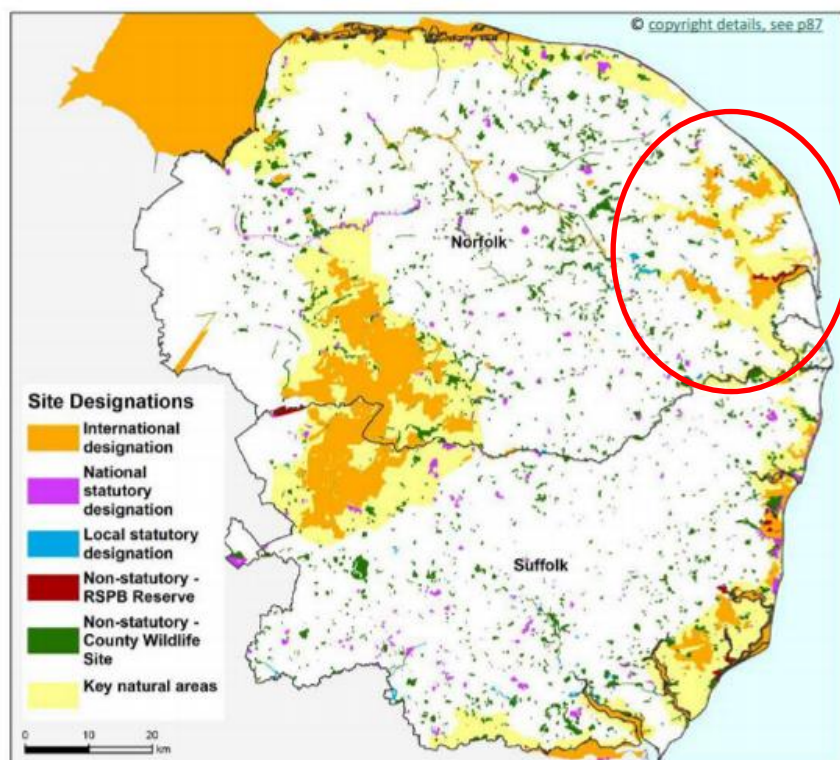 © copyright details, see p87
Norfolk
Suffolk
Site Designations
International
designation
National
statutory
designation
Local statutory
designation
Non-statutory -
RSPB Reserve
Non-statutory -
County Wildlife
Site
Key natural areas
0 10 20
km